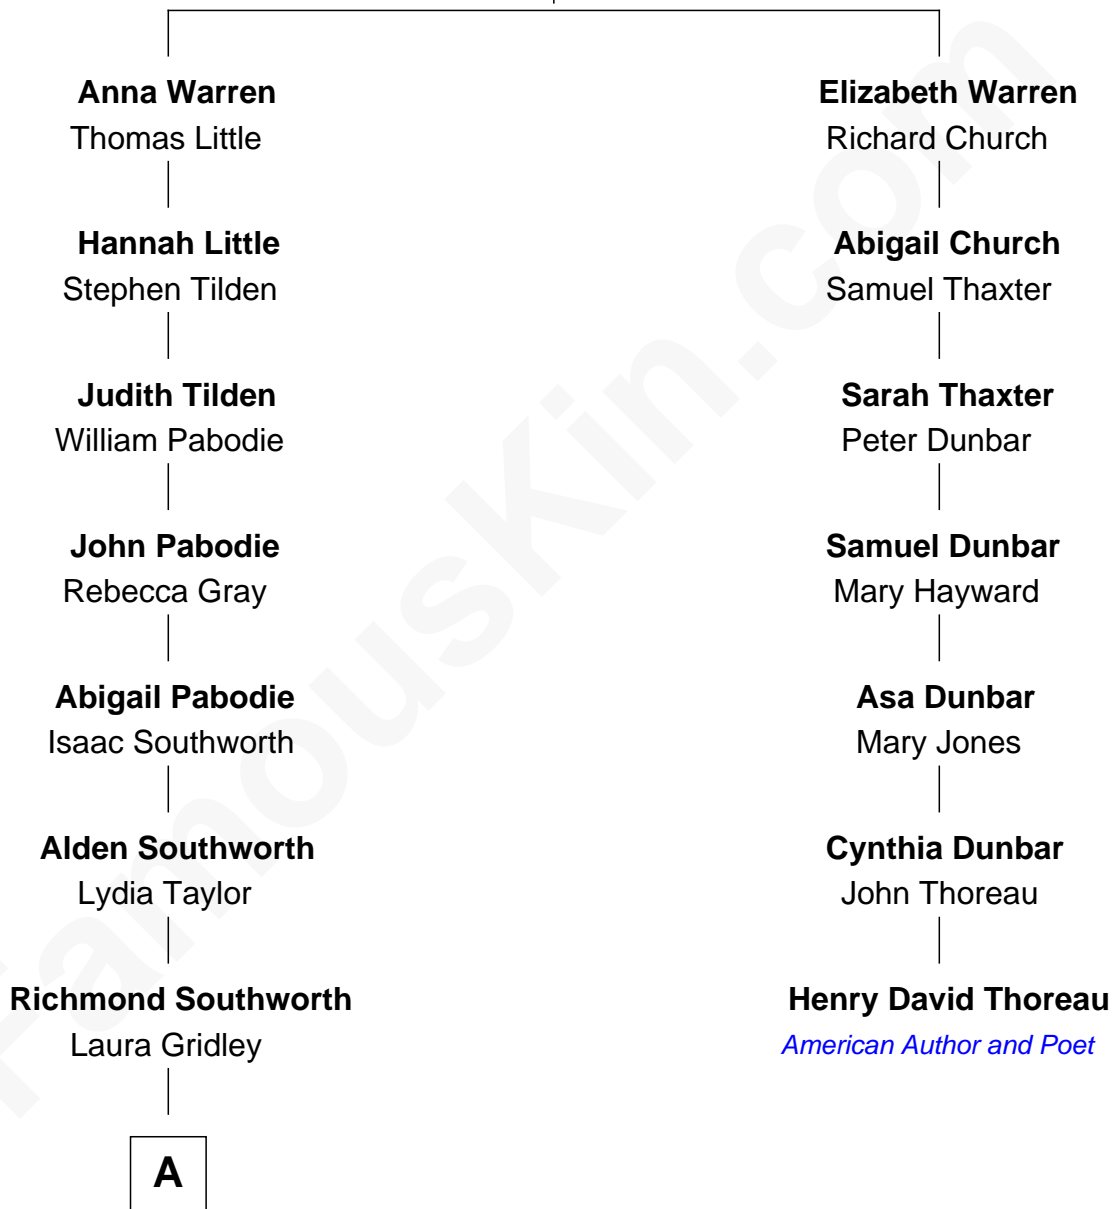 Anna Warren
Thomas Little
Hannah Little
Stephen Tilden
Judith Tilden
William Pabodie
John Pabodie
Rebecca Gray
Abigail Pabodie
Isaac Southworth
Alden Southworth
Lydia Taylor
Richmond Southworth
Laura Gridley
A
Elizabeth Warren
Richard Church
Abigail Church
Samuel Thaxter
Sarah Thaxter
Peter Dunbar
Samuel Dunbar
Mary Hayward
Asa Dunbar
Mary Jones
Cynthia Dunbar
John Thoreau
Henry David Thoreau
American Author and Poet
FamousKin.com